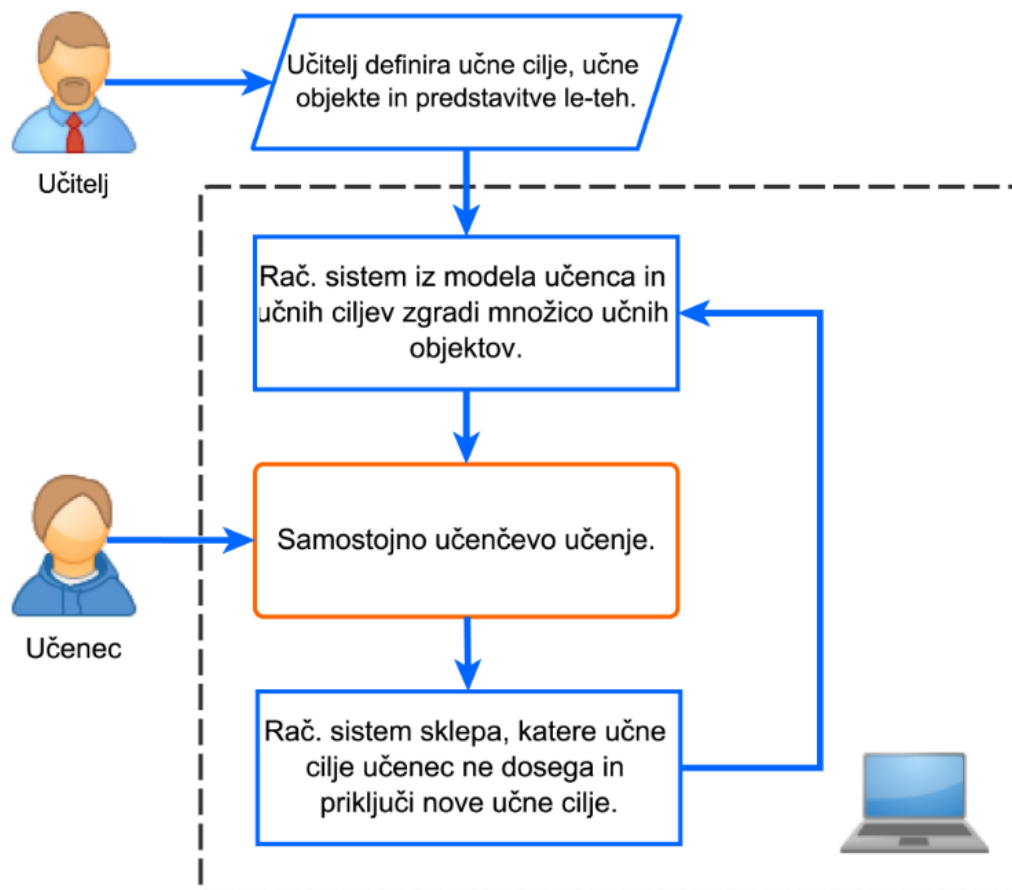 Učitelj definira učne cilje, učne
objekte in predstavitve le-teh.
Učitelj
Rač. sistem iz modela učenca in
učnih ciljev zgradi množico učnih
objektov.
Samostojno učenčevo učenje.
Učenec
Rač. sistem sklepa, katere učne
cilje učenec ne dosega in
priključi nove učne cilje.